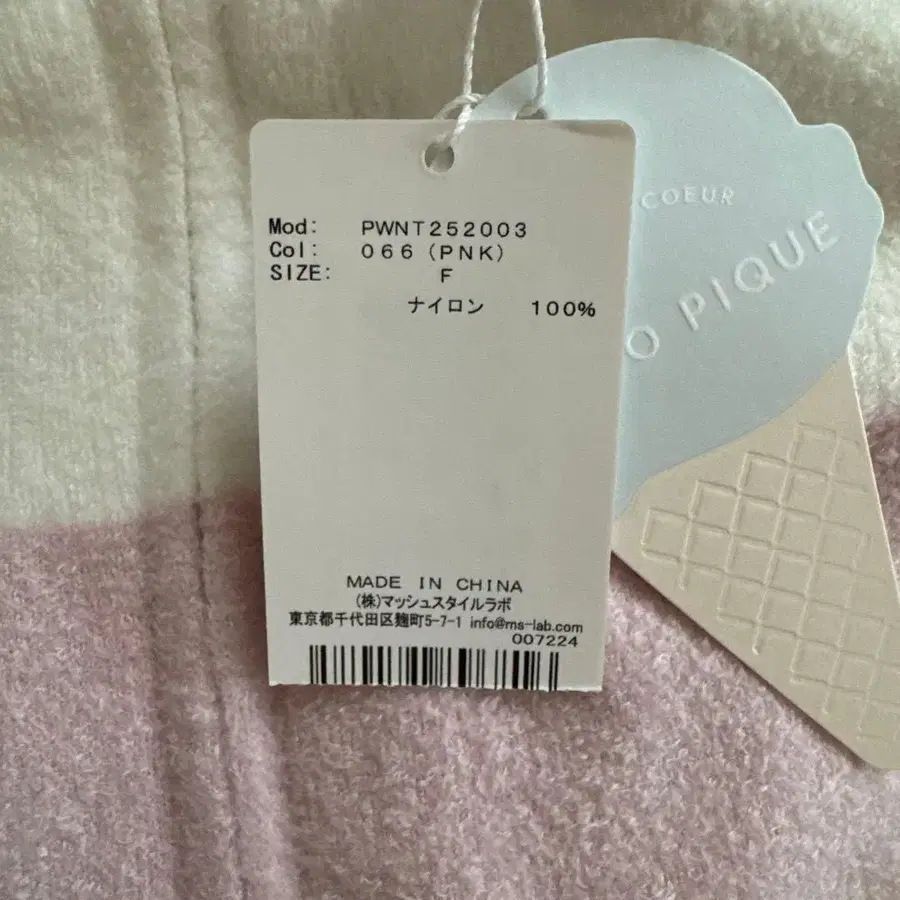 Mod: PWNT252003
Col: 066(PNK)
SIZE: F
ナイロン 100%
MADE IN CHINA
(株)マッシュスタイルラボ
東京都千代田区麹町5-7-1 info@ms-lab.com
007224
COEUR
O PIQUE